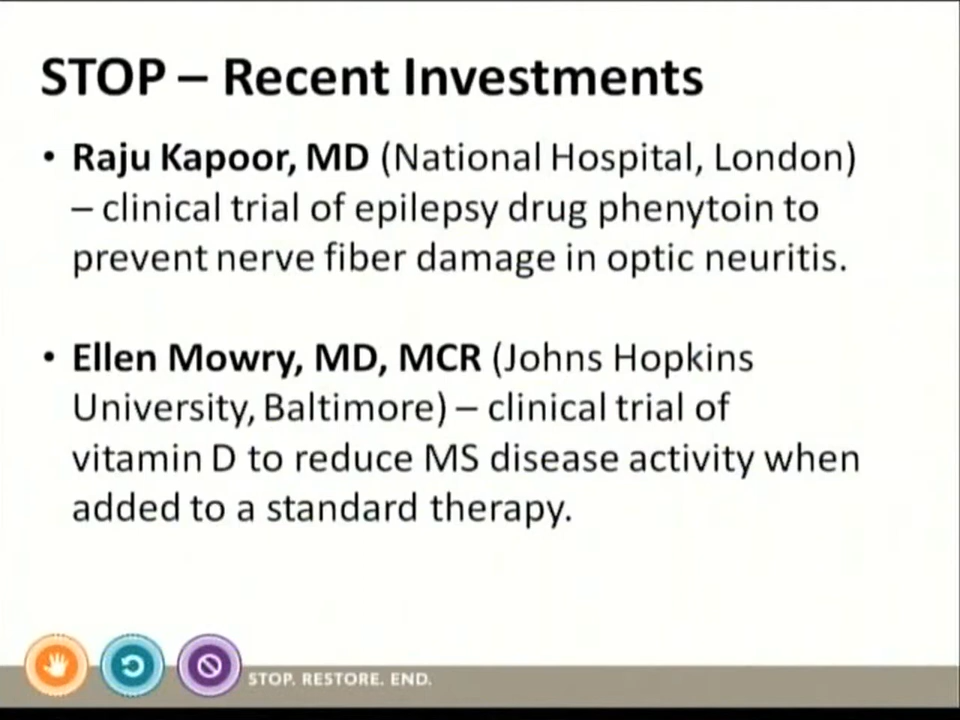 STOP – Recent Investments
• Raju Kapoor, MD (National Hospital, London)
– clinical trial of epilepsy drug phenytoin to
prevent nerve fiber damage in optic neuritis.
• Ellen Mowry, MD, MCR (Johns Hopkins
University, Baltimore) – clinical trial of
vitamin D to reduce MS disease activity when
added to a standard therapy.
STOP. RESTORE. END.